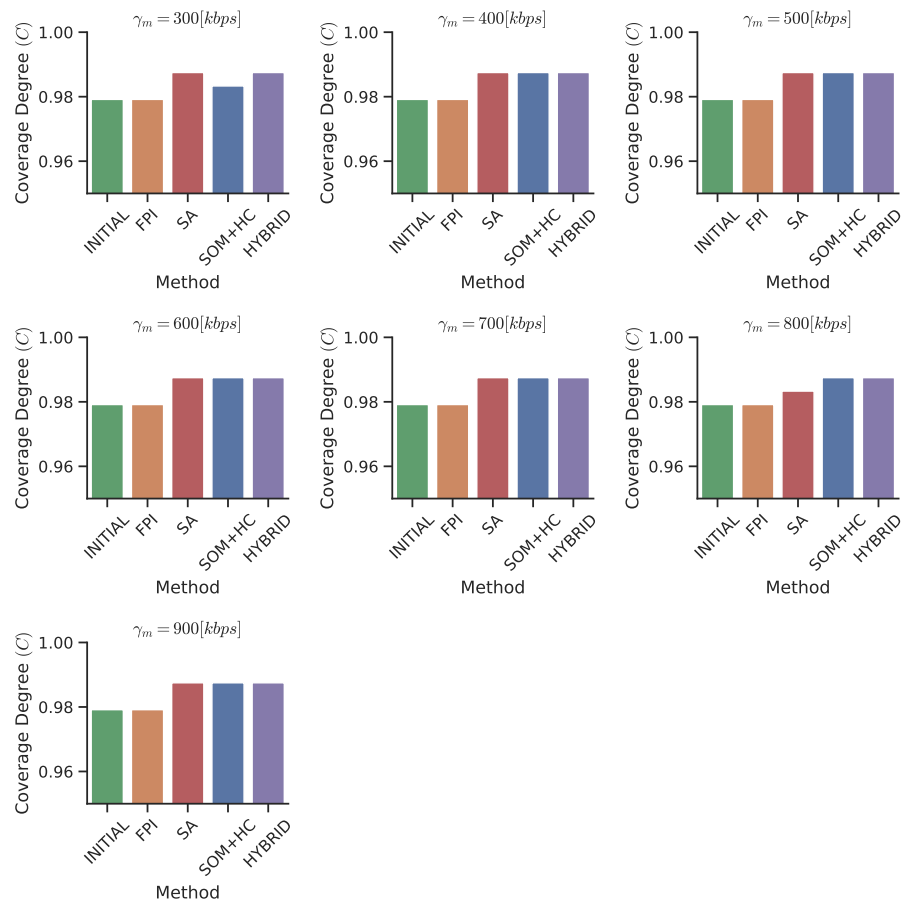 γm = 300[kbps]
Coverage Degree (C)
1.00
0.98
0.96
INITIAL
FPI
SA
SOM+HC
HYBRID
Method
γm = 400[kbps]
Coverage Degree (C)
1.00
0.98
0.96
INITIAL
FPI
SA
SOM+HC
HYBRID
Method
γm = 500[kbps]
Coverage Degree (C)
1.00
0.98
0.96
INITIAL
FPI
SA
SOM+HC
HYBRID
Method
γm = 600[kbps]
Coverage Degree (C)
1.00
0.98
0.96
INITIAL
FPI
SA
SOM+HC
HYBRID
Method
γm = 700[kbps]
Coverage Degree (C)
1.00
0.98
0.96
INITIAL
FPI
SA
SOM+HC
HYBRID
Method
γm = 800[kbps]
Coverage Degree (C)
1.00
0.98
0.96
INITIAL
FPI
SA
SOM+HC
HYBRID
Method
γm = 900[kbps]
Coverage Degree (C)
1.00
0.98
0.96
INITIAL
FPI
SA
SOM+HC
HYBRID
Method